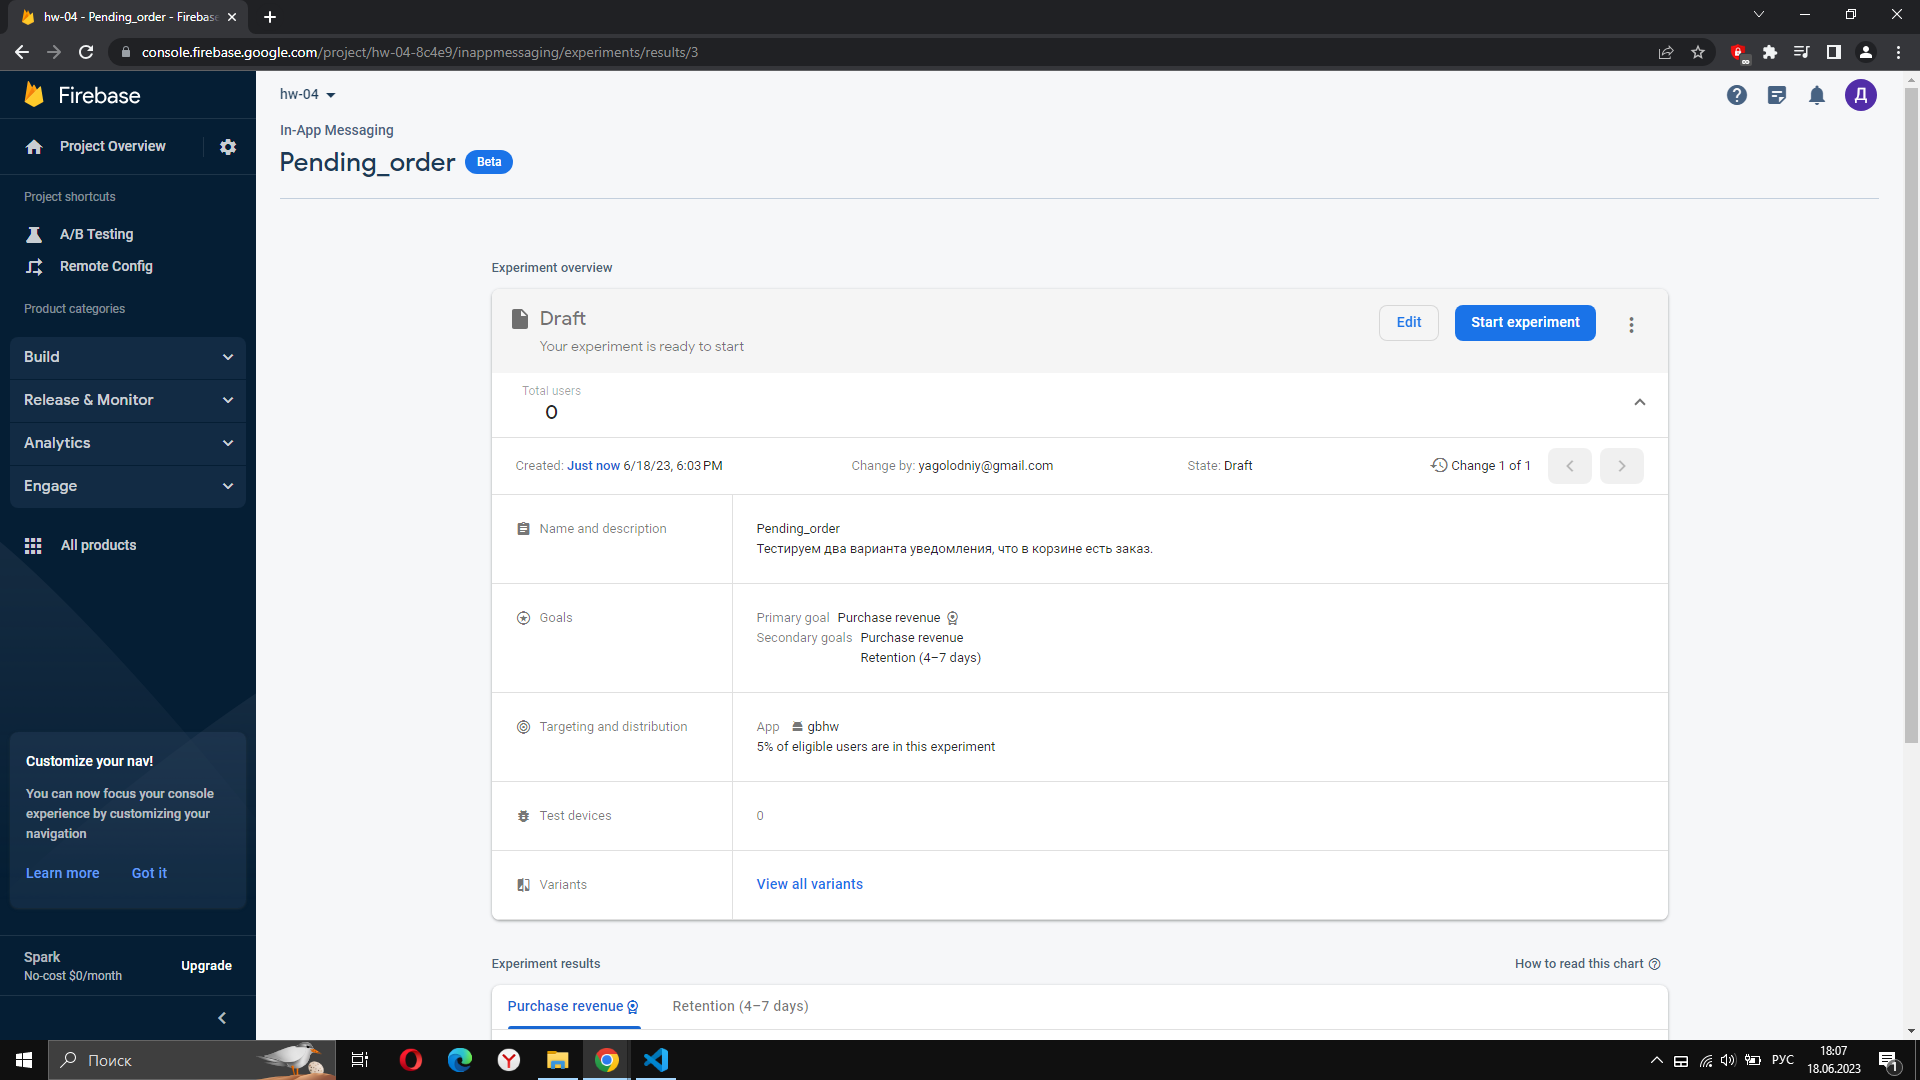 hw-04 - Pending_order - Firebase
console.firebase.google.com/project/hw-04-8c4e9/inappmessaging/experiments/results/3
Firebase
Project Overview
Project shortcuts
A/B Testing
Remote Config
Product categories
Build
Release & Monitor
Analytics
Engage
All products
Customize your nav!
You can now focus your console
experience by customizing your
navigation
Learn more Got it
Spark
No-cost $0/month
Upgrade
hw-04
Д
In-App Messaging
Pending_order Beta
Experiment overview
Draft
Your experiment is ready to start
Edit Start experiment
Total users
0
Created: Just now 6/18/23, 6:03 PM Change by: yagolodniy@gmail.com State: Draft Change 1 of 1
Name and description
Pending_order
Тестируем два варианта уведомления, что в корзине есть заказ.
Goals
Primary goal Purchase revenue
Secondary goals Purchase revenue
Retention (4–7 days)
Targeting and distribution
App gbhw
5% of eligible users are in this experiment
Test devices 0
Variants View all variants
Experiment results How to read this chart
Purchase revenue Retention (4–7 days)
Поиск
РУС
18:07
18.06.2023
1